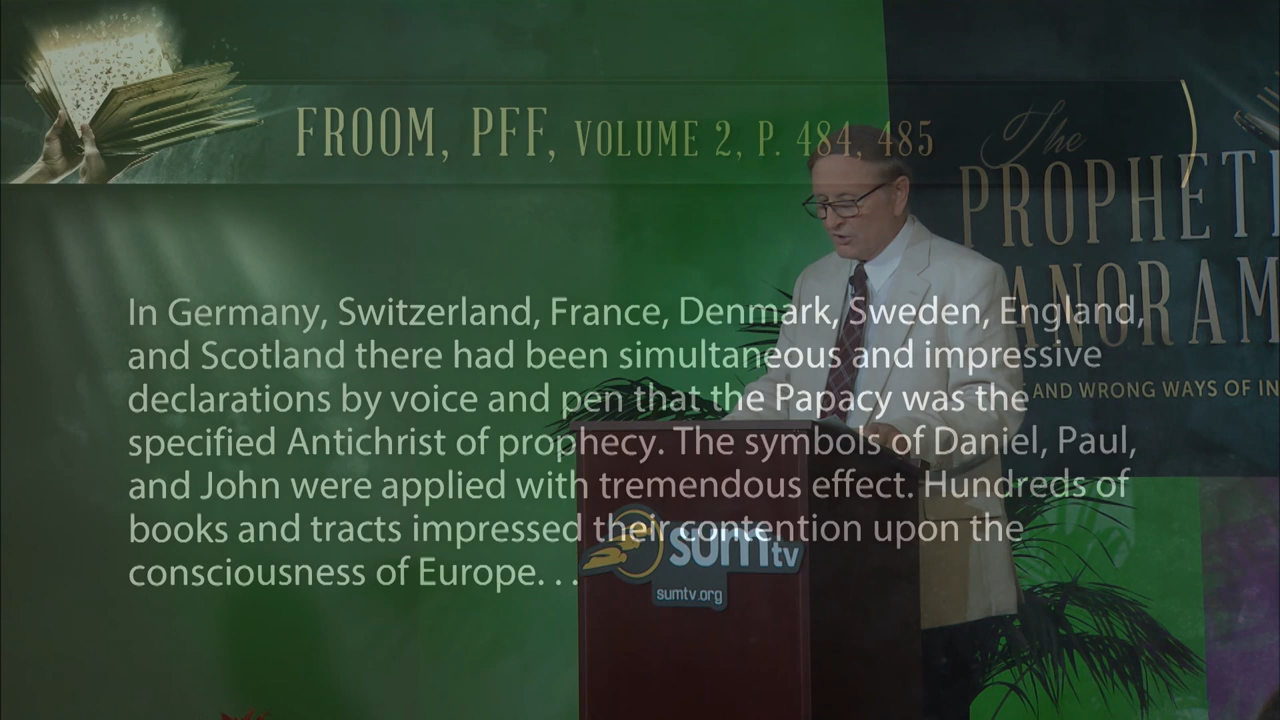 FROOM, PFF, VOLUME 2, P. 484, 485
The
PROPHETI
PANORAM
AND WRONG WAYS OF IN
In Germany, Switzerland, France, Denmark, Sweden, England,
and Scotland there had been simultaneous and impressive
declarations by voice and pen that the Papacy was the
specified Antichrist of prophecy. The symbols of Daniel, Paul,
and John were applied with tremendous effect. Hundreds of
books and tracts impressed their contention upon the
consciousness of Europe. . .
sumtv
sumtv.org